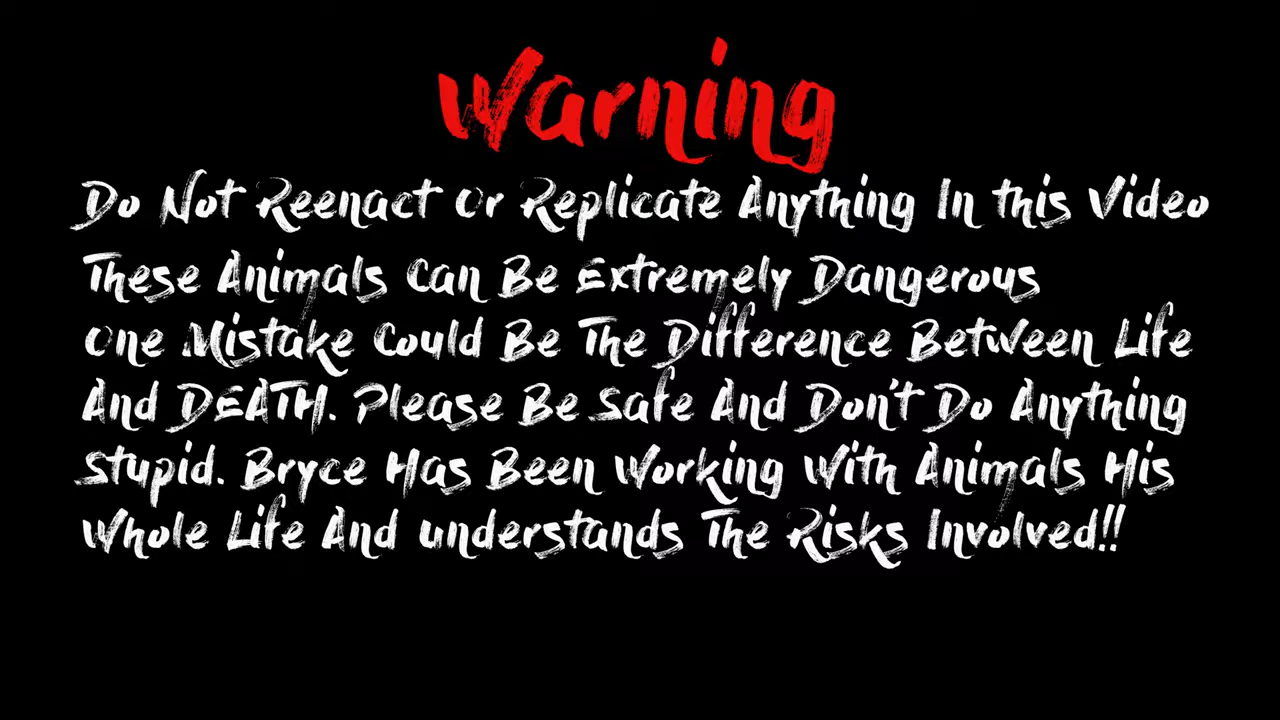 Warning
Do Not Reenact Or Replicate Anything In this Video
These Animals Can Be Extremely Dangerous
One Mistake Could Be The Difference Between Life
And DEATH. Please Be Safe And Don't Do Anything
Stupid. Bryce Has Been Working With Animals His
Whole Life And understands The Risks Involved!!